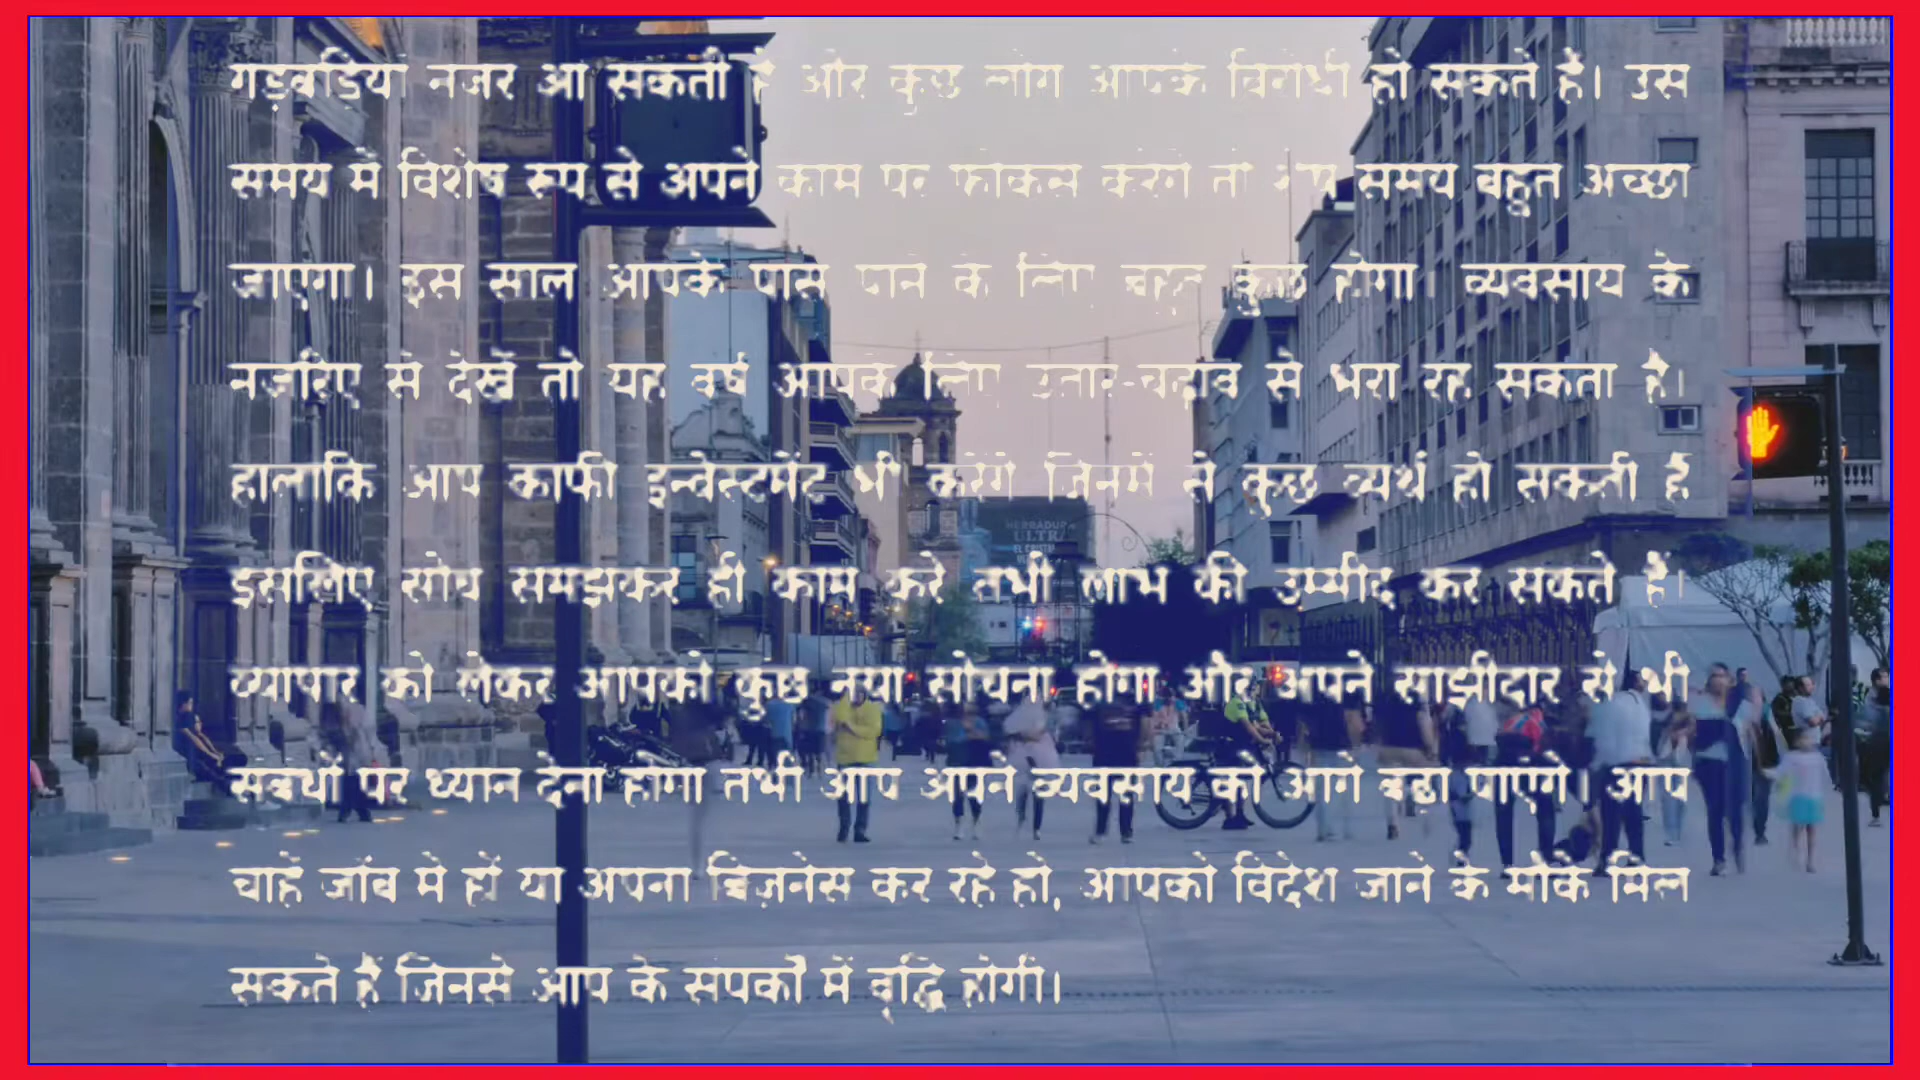 गड़बड़ियां नजर आ सकती हैं और कुछ लोग आपके विरोधी हो सकते हैं। उस
समय में विशेष रूप से अपने काम पर फोकस करेंगे तो आप समय बहुत अच्छा
जाएगा। इस साल आपके पास पाने के लिए बहुत कुछ होगा। व्यवसाय के
नजरिए से देखें तो यह वर्ष आपके लिए उतार-चढ़ाव से भरा रह सकता है।
हालांकि आप काफी इन्वेस्टमेंट भी करेंगे जिनमें से कुछ व्यर्थ हो सकती हैं
HERRADURA
ULTRA
इसलिए सोच समझकर ही काम करें तभी लाभ की उम्मीद कर सकते हैं।
व्यापार को लेकर आपको कुछ नया सोचना होगा और अपने साझीदार से भी
संबंधों पर ध्यान देना होगा तभी आप अपने व्यवसाय को आगे बढ़ा पाएंगे। आप
चाहें जॉब में हों या अपना बिज़नेस कर रहे हो, आपको विदेश जाने के मौके मिल
सकते हैं जिनसे आप के संपर्कों में वृद्धि होगी।